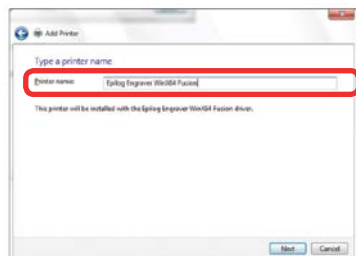 Add Printer
Type a printer name
Printer name: Epilog Engraver WinX64 Fusion
This printer will be installed with the Epilog Engraver WinX64 Fusion driver.
Next Cancel